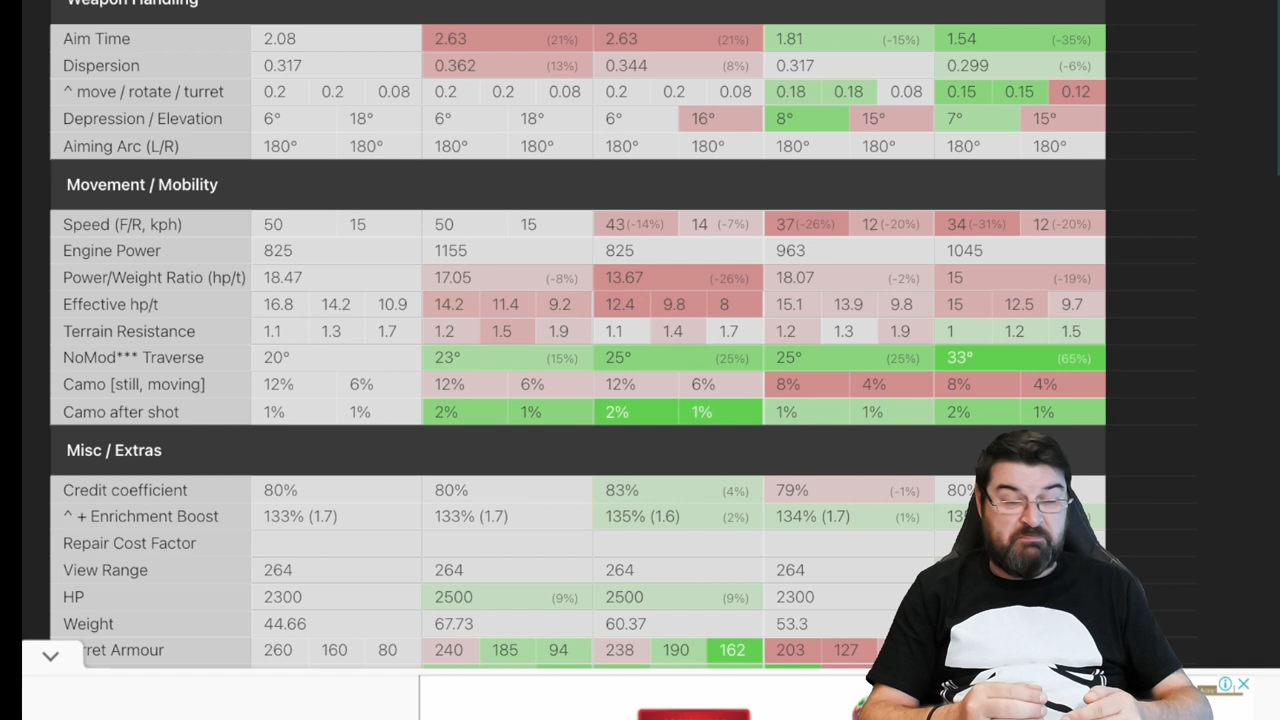 Weapon Handling
Aim Time 2.08 2.63 (21%) 2.63 (21%) 1.81 (-15%) 1.54 (-35%)
Dispersion 0.317 0.362 (13%) 0.344 (8%) 0.317 0.299 (-6%)
^ move / rotate / turret 0.2 0.2 0.08 0.2 0.2 0.08 0.2 0.2 0.08 0.18 0.18 0.08 0.15 0.15 0.12
Depression / Elevation 6° 18° 6° 18° 6° 16° 8° 15° 7° 15°
Aiming Arc (L/R) 180° 180° 180° 180° 180° 180° 180° 180° 180° 180°
Movement / Mobility
Speed (F/R, kph) 50 15 50 15 43(-14%) 14 (-7%) 37(-26%) 12(-20%) 34(-31%) 12(-20%)
Engine Power 825 1155 825 963 1045
Power/Weight Ratio (hp/t) 18.47 17.05 (-8%) 13.67 (-26%) 18.07 (-2%) 15 (-19%)
Effective hp/t 16.8 14.2 10.9 14.2 11.4 9.2 12.4 9.8 8 15.1 13.9 9.8 15 12.5 9.7
Terrain Resistance 1.1 1.3 1.7 1.2 1.5 1.9 1.1 1.4 1.7 1.2 1.3 1.9 1 1.2 1.5
NoMod*** Traverse 20° 23° (15%) 25° (25%) 25° (25%) 33° (65%)
Camo [still, moving] 12% 6% 12% 6% 12% 6% 8% 4% 8% 4%
Camo after shot 1% 1% 2% 1% 2% 1% 1% 1% 2% 1%
Misc / Extras
Credit coefficient 80% 80% 83% (4%) 79% (-1%) 80%
^ + Enrichment Boost 133% (1.7) 133% (1.7) 135% (1.6) (2%) 134% (1.7) (1%)
Repair Cost Factor
View Range 264 264 264 264
HP 2300 2500 (9%) 2500 (9%) 2300
Weight 44.66 67.73 60.37 53.3
Armour 260 160 80 240 185 94 238 190 162 203 127